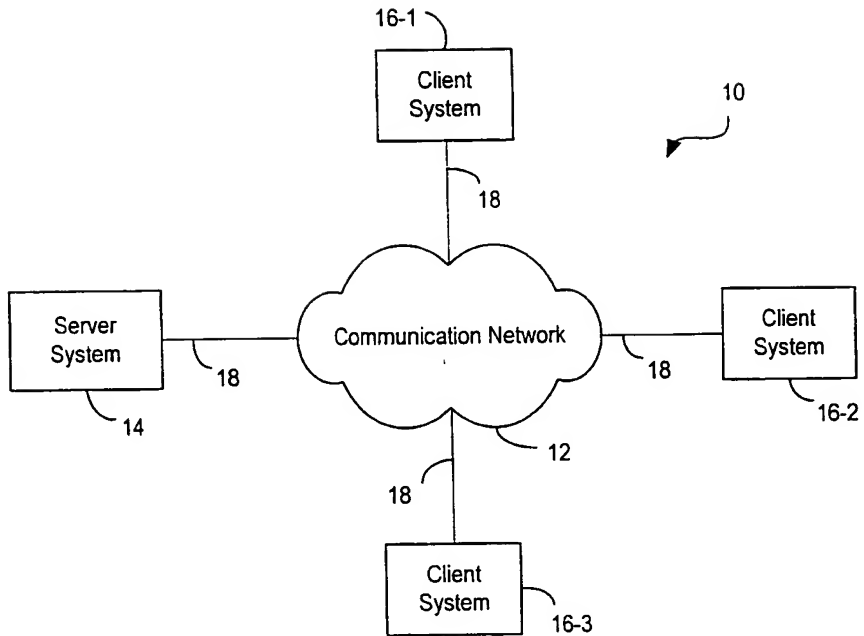 16-1
Client
System
10
18
Server
System
Communication Network
Client
System
18
18
14
16-2
12
18
Client
System
16-3